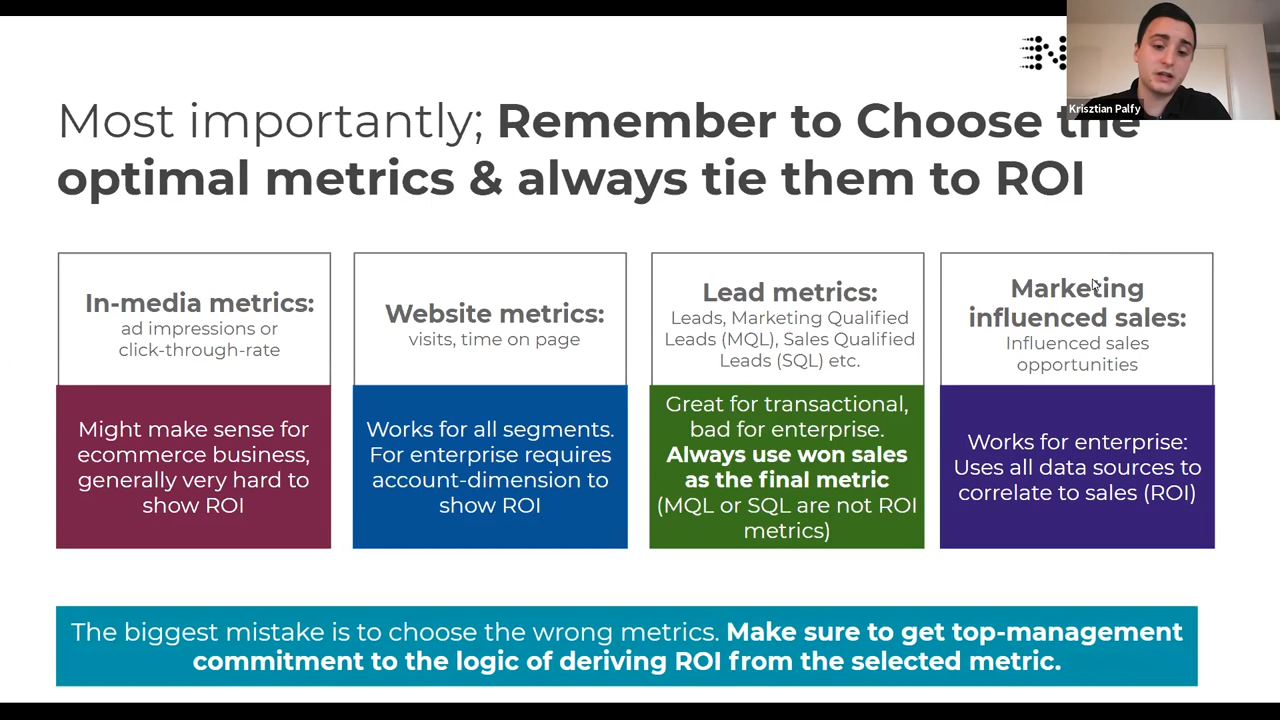 Krisztian Palfy
Most importantly; Remember to Choose the
optimal metrics & always tie them to ROI
In-media metrics:
ad impressions or
click-through-rate
Might make sense for
ecommerce business,
generally very hard to
show ROI
Website metrics:
visits, time on page
Works for all segments.
For enterprise requires
account-dimension to
show ROI
Lead metrics:
Leads, Marketing Qualified
Leads (MQL), Sales Qualified
Leads (SQL) etc.
Great for transactional,
bad for enterprise.
Always use won sales
as the final metric
(MQL or SQL are not ROI
metrics)
Marketing
influenced sales:
Influenced sales
opportunities
Works for enterprise:
Uses all data sources to
correlate to sales (ROI)
The biggest mistake is to choose the wrong metrics. Make sure to get top-management
commitment to the logic of deriving ROI from the selected metric.